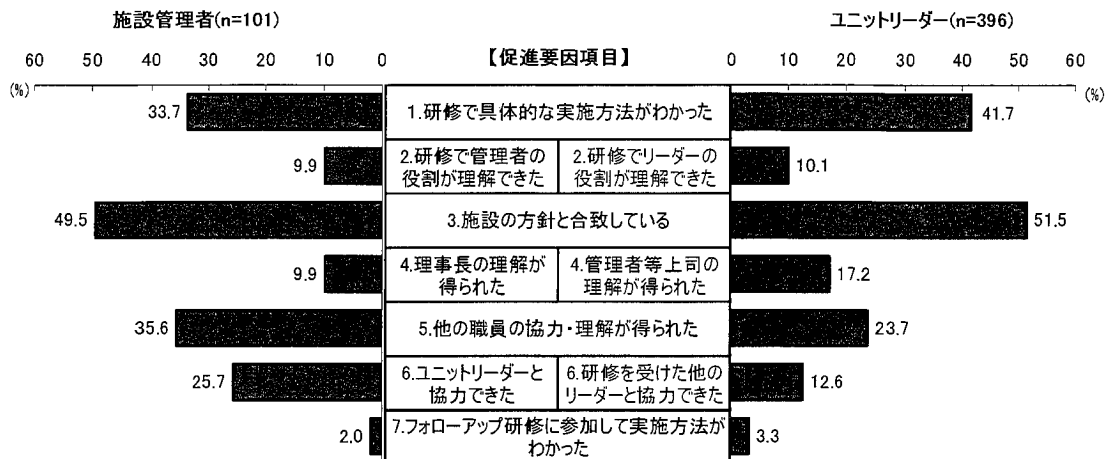 施設管理者(n=101)
ユニットリーダー(n=396)
60 50 40 30 20 10 0
【促進要因項目】
0 10 20 30 40 50 60
(%)
(%)
33.7
1.研修で具体的な実施方法がわかった
41.7
9.9
2.研修で管理者の
役割が理解できた
2.研修でリーダーの
役割が理解できた
10.1
49.5
3.施設の方針と合致している
51.5
9.9
4.理事長の理解が
得られた
4.管理者等上司の
理解が得られた
17.2
35.6
5.他の職員の協力・理解が得られた
23.7
25.7
6.ユニットリーダーと
協力できた
6.研修を受けた他の
リーダーと協力できた
12.6
2.0
7.フォローアップ研修に参加して実施方法が
わかった
3.3